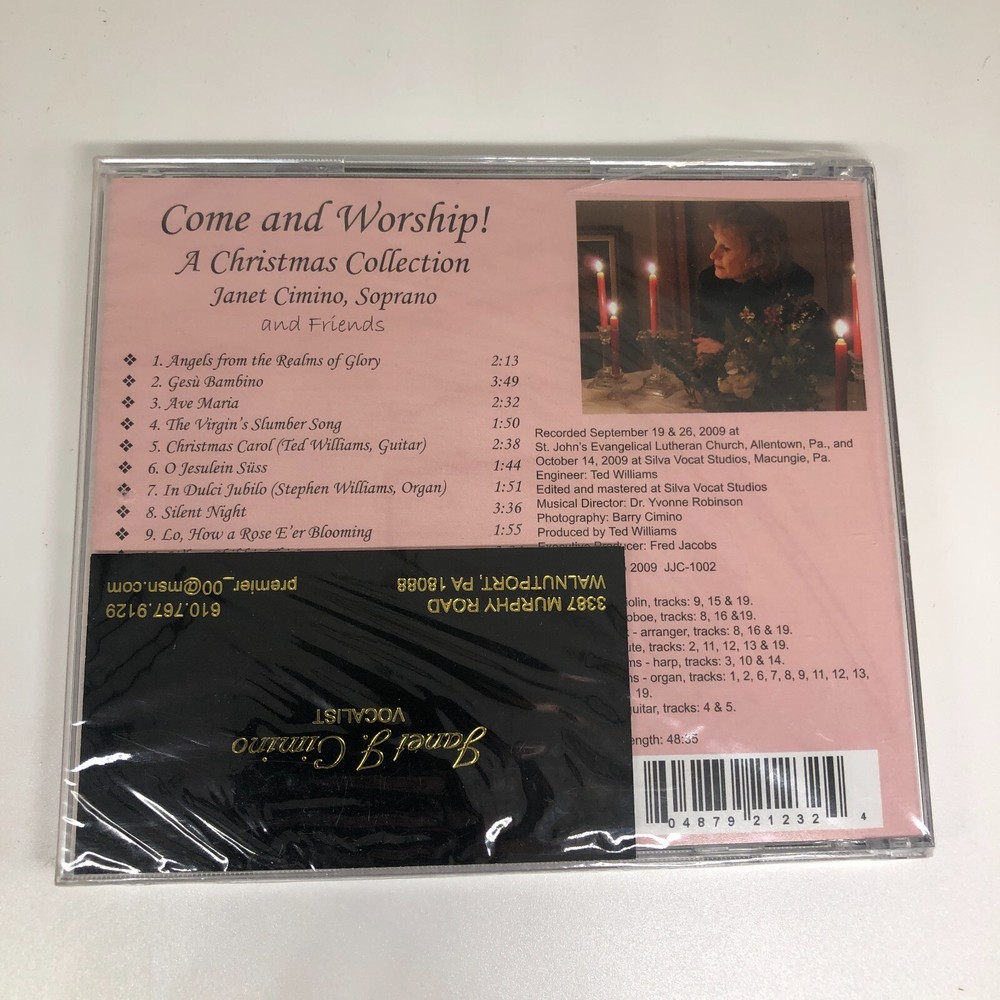 Come and Worship!
A Christmas Collection
Janet Cimino, Soprano
and Friends
1. Angels from the Realms of Glory 2:13
2. Gesù Bambino 3:49
3. Ave Maria 2:32
4. The Virgin's Slumber Song 1:50
5. Christmas Carol (Ted Williams, Guitar) 2:38
6. O Jesulein Süss 1:44
7. In Dulci Jubilo (Stephen Williams, Organ) 1:51
8. Silent Night 3:36
9. Lo, How a Rose E'er Blooming 1:55
Recorded September 19 & 26, 2009 at
St. John's Evangelical Lutheran Church, Allentown, Pa., and
October 14, 2009 at Silva Vocat Studios, Macungie, Pa.
Engineer: Ted Williams
Edited and mastered at Silva Vocat Studios
Musical Director: Dr. Yvonne Robinson
Photography: Barry Cimino
Produced by Ted Williams
Executive Producer: Fred Jacobs
2009 JJC-1002
tracks: 9, 15 & 19.
tracks: 8, 16 &19.
- arranger, tracks: 8, 16 & 19.
tracks: 2, 11, 12, 13 & 19.
- harp, tracks: 3, 10 & 14.
- organ, tracks: 1, 2, 6, 7, 8, 9, 11, 12, 13,
19.
tracks: 4 & 5.
48:35
04879 21232 4
Janet J. Cimino
VOCALIST
3387 MURPHY ROAD
WALNUTPORT, PA 18088
610.767.9129
premier_00@msn.com